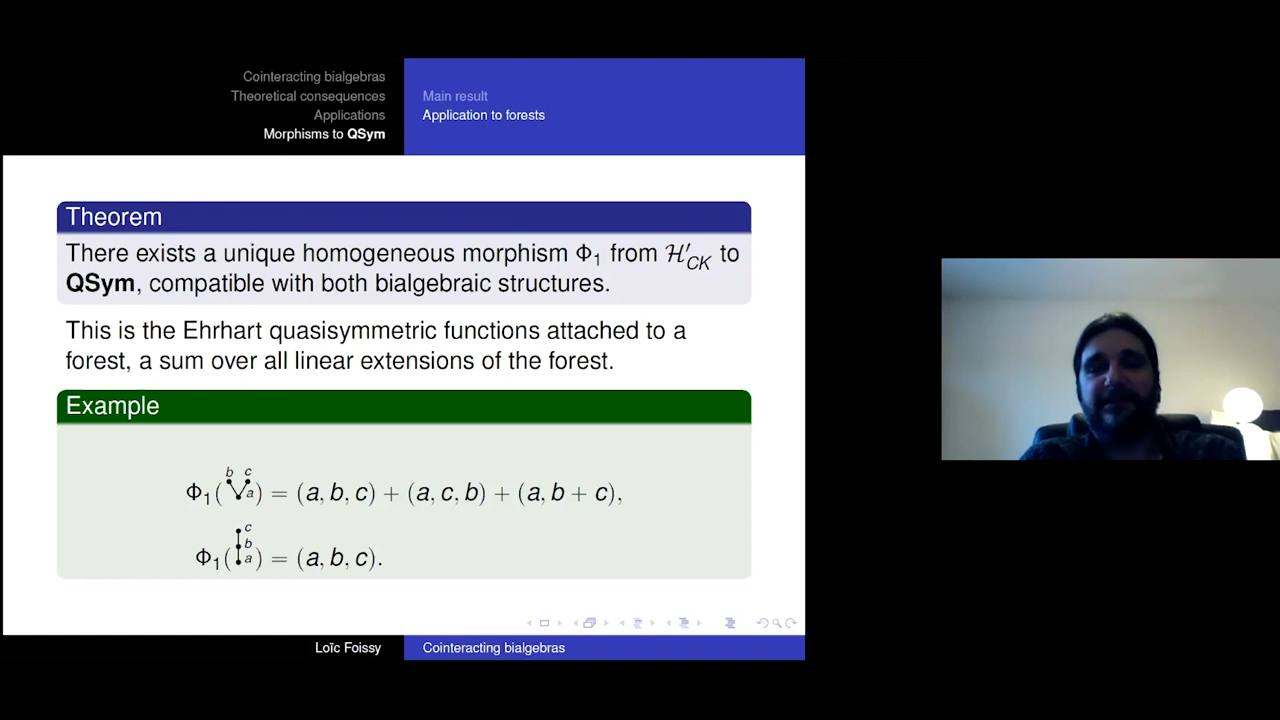 Cointeracting bialgebras
Theoretical consequences
Applications
Morphisms to QSym
Main result
Application to forests
Theorem
There exists a unique homogeneous morphism Φ₁ from ℋ′_CK to
QSym, compatible with both bialgebraic structures.
This is the Ehrhart quasisymmetric functions attached to a
forest, a sum over all linear extensions of the forest.
Example
b c
Φ₁( a) = (a, b, c) + (a, c, b) + (a, b + c),
c
b
Φ₁( a) = (a, b, c).
Loïc Foissy
Cointeracting bialgebras